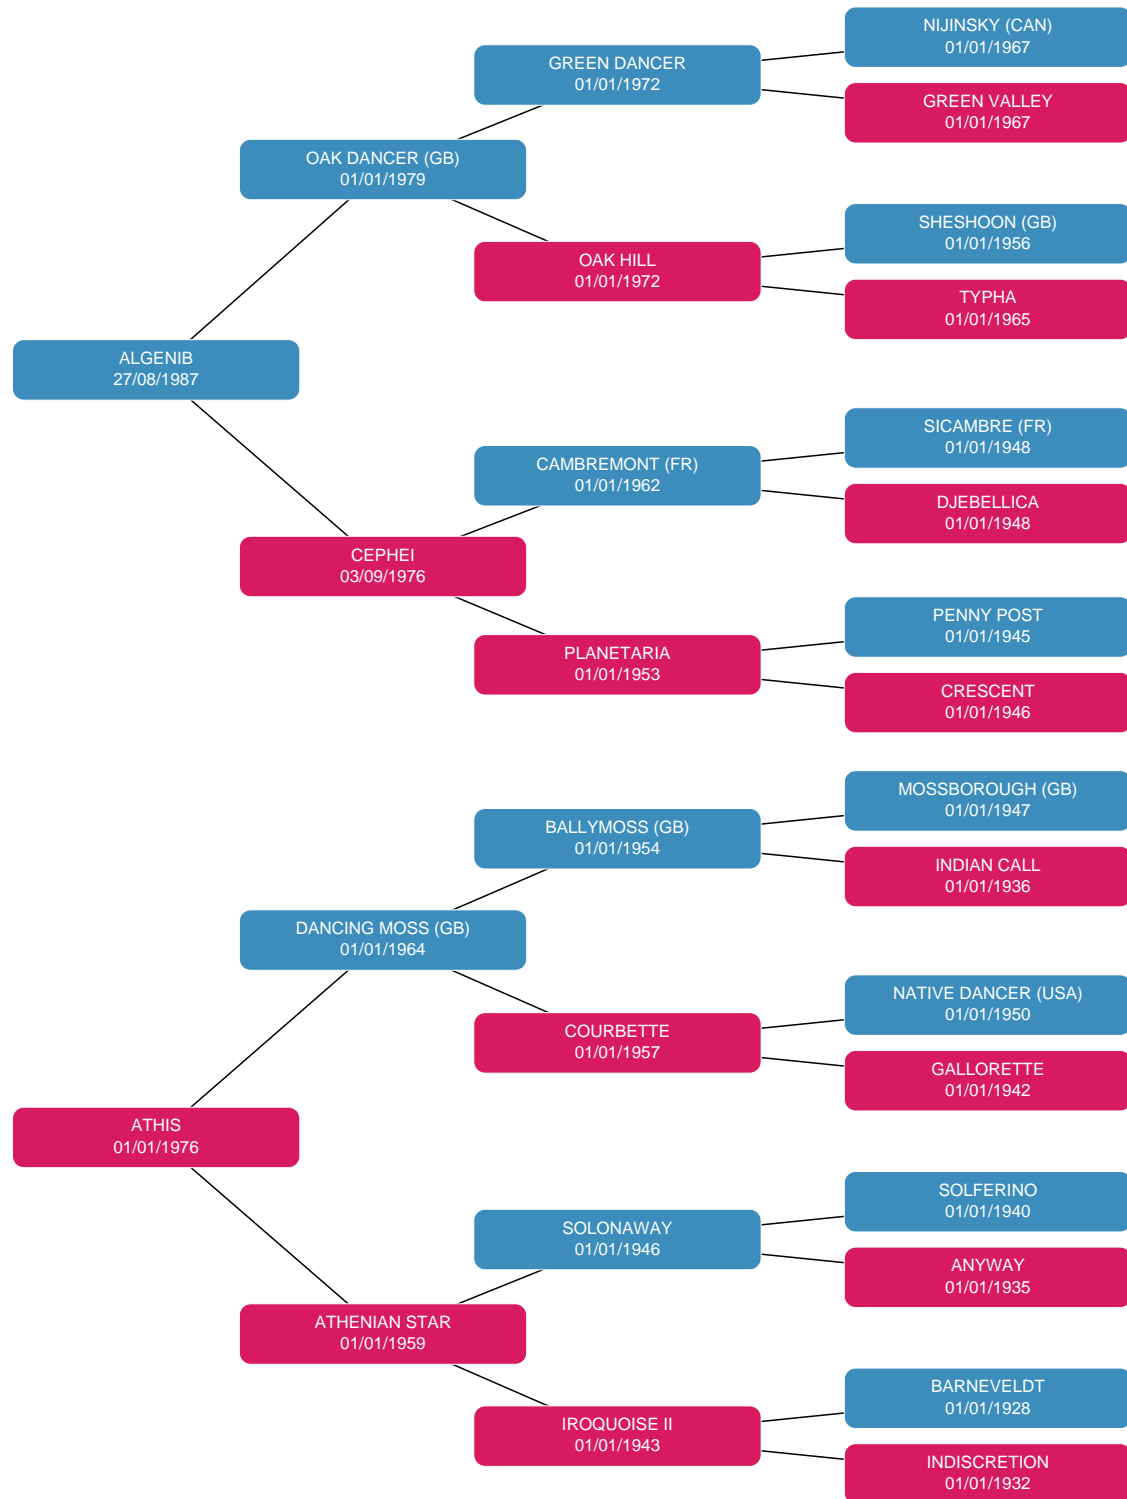 NIJINSKY (CAN)
01/01/1967
GREEN DANCER
01/01/1972
GREEN VALLEY
01/01/1967
OAK DANCER (GB)
01/01/1979
SHESHOON (GB)
01/01/1956
OAK HILL
01/01/1972
TYPHA
01/01/1965
ALGENIB
27/08/1987
SICAMBRE (FR)
01/01/1948
CAMBREMONT (FR)
01/01/1962
DJEBELLICA
01/01/1948
CEPHEI
03/09/1976
PENNY POST
01/01/1945
PLANETARIA
01/01/1953
CRESCENT
01/01/1946
MOSSBOROUGH (GB)
01/01/1947
BALLYMOSS (GB)
01/01/1954
INDIAN CALL
01/01/1936
DANCING MOSS (GB)
01/01/1964
NATIVE DANCER (USA)
01/01/1950
COURBETTE
01/01/1957
GALLORETTE
01/01/1942
ATHIS
01/01/1976
SOLFERINO
01/01/1940
SOLONAWAY
01/01/1946
ANYWAY
01/01/1935
ATHENIAN STAR
01/01/1959
BARNEVELDT
01/01/1928
IROQUOISE II
01/01/1943
INDISCRETION
01/01/1932